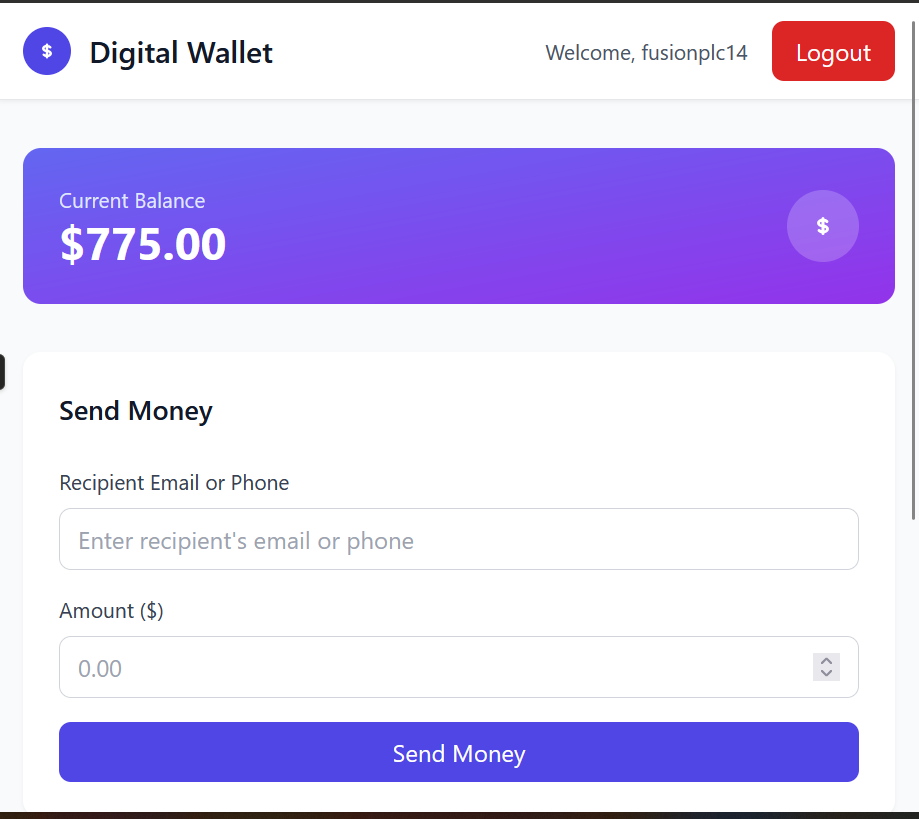 $
Digital Wallet
Welcome, fusionplc14
Logout
Current Balance
$775.00
$
Send Money
Recipient Email or Phone
Enter recipient's email or phone
Amount ($)
0.00
Send Money